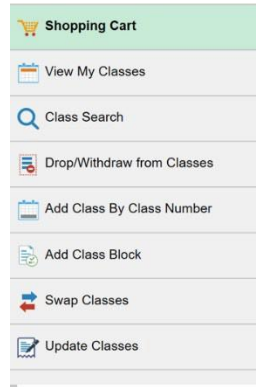 Shopping Cart
View My Classes
Class Search
Drop/Withdraw from Classes
Add Class By Class Number
Add Class Block
Swap Classes
Update Classes